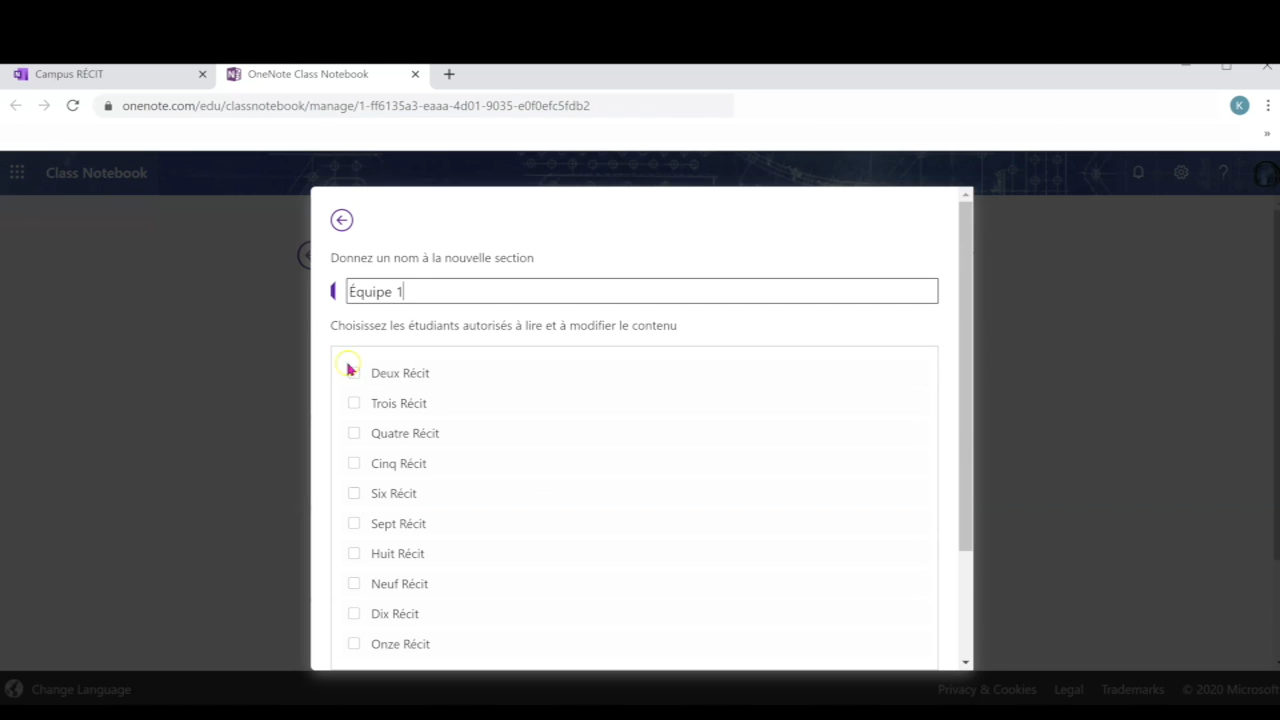 Campus RÉCIT
OneNote Class Notebook
onenote.com/edu/classnotebook/manage/1-ff6135a3-eaaa-4d01-9035-e0f0efc5fdb2
K
Class Notebook
Donnez un nom à la nouvelle section
Équipe 1
Choisissez les étudiants autorisés à lire et à modifier le contenu
Deux Récit
Trois Récit
Quatre Récit
Cinq Récit
Six Récit
Sept Récit
Huit Récit
Neuf Récit
Dix Récit
Onze Récit
Change Language
Privacy & Cookies Legal Trademarks © 2020 Microsoft